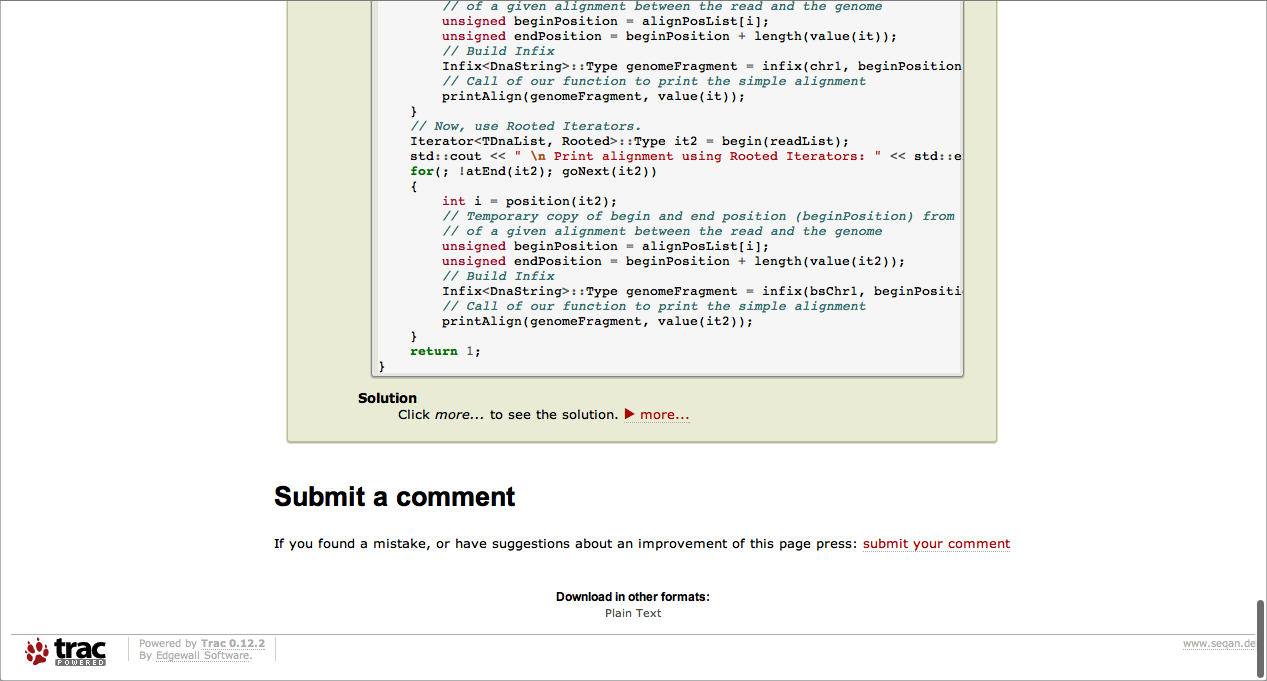 // of a given alignment between the read and the genome
unsigned beginPosition = alignPosList[i];
unsigned endPosition = beginPosition + length(value(it));
// Build Infix
Infix<DnaString>::Type genomeFragment = infix(chr1, beginPosition
// Call of our function to print the simple alignment
printAlign(genomeFragment, value(it));
}
// Now, use Rooted Iterators.
Iterator<TDnaList, Rooted>::Type it2 = begin(readList);
std::cout << " \n Print alignment using Rooted Iterators: " << std::e
for(; !atEnd(it2); goNext(it2))
{
int i = position(it2);
// Temporary copy of begin and end position (beginPosition) from
// of a given alignment between the read and the genome
unsigned beginPosition = alignPosList[i];
unsigned endPosition = beginPosition + length(value(it2));
// Build Infix
Infix<DnaString>::Type genomeFragment = infix(bsChr1, beginPositi
// Call of our function to print the simple alignment
printAlign(genomeFragment, value(it2));
}
return 1;
}
Solution
Click more... to see the solution. ▶ more...
Submit a comment
If you found a mistake, or have suggestions about an improvement of this page press: submit your comment
Download in other formats:
Plain Text
trac
POWERED
Powered by Trac 0.12.2
By Edgewall Software.
www.seqan.de